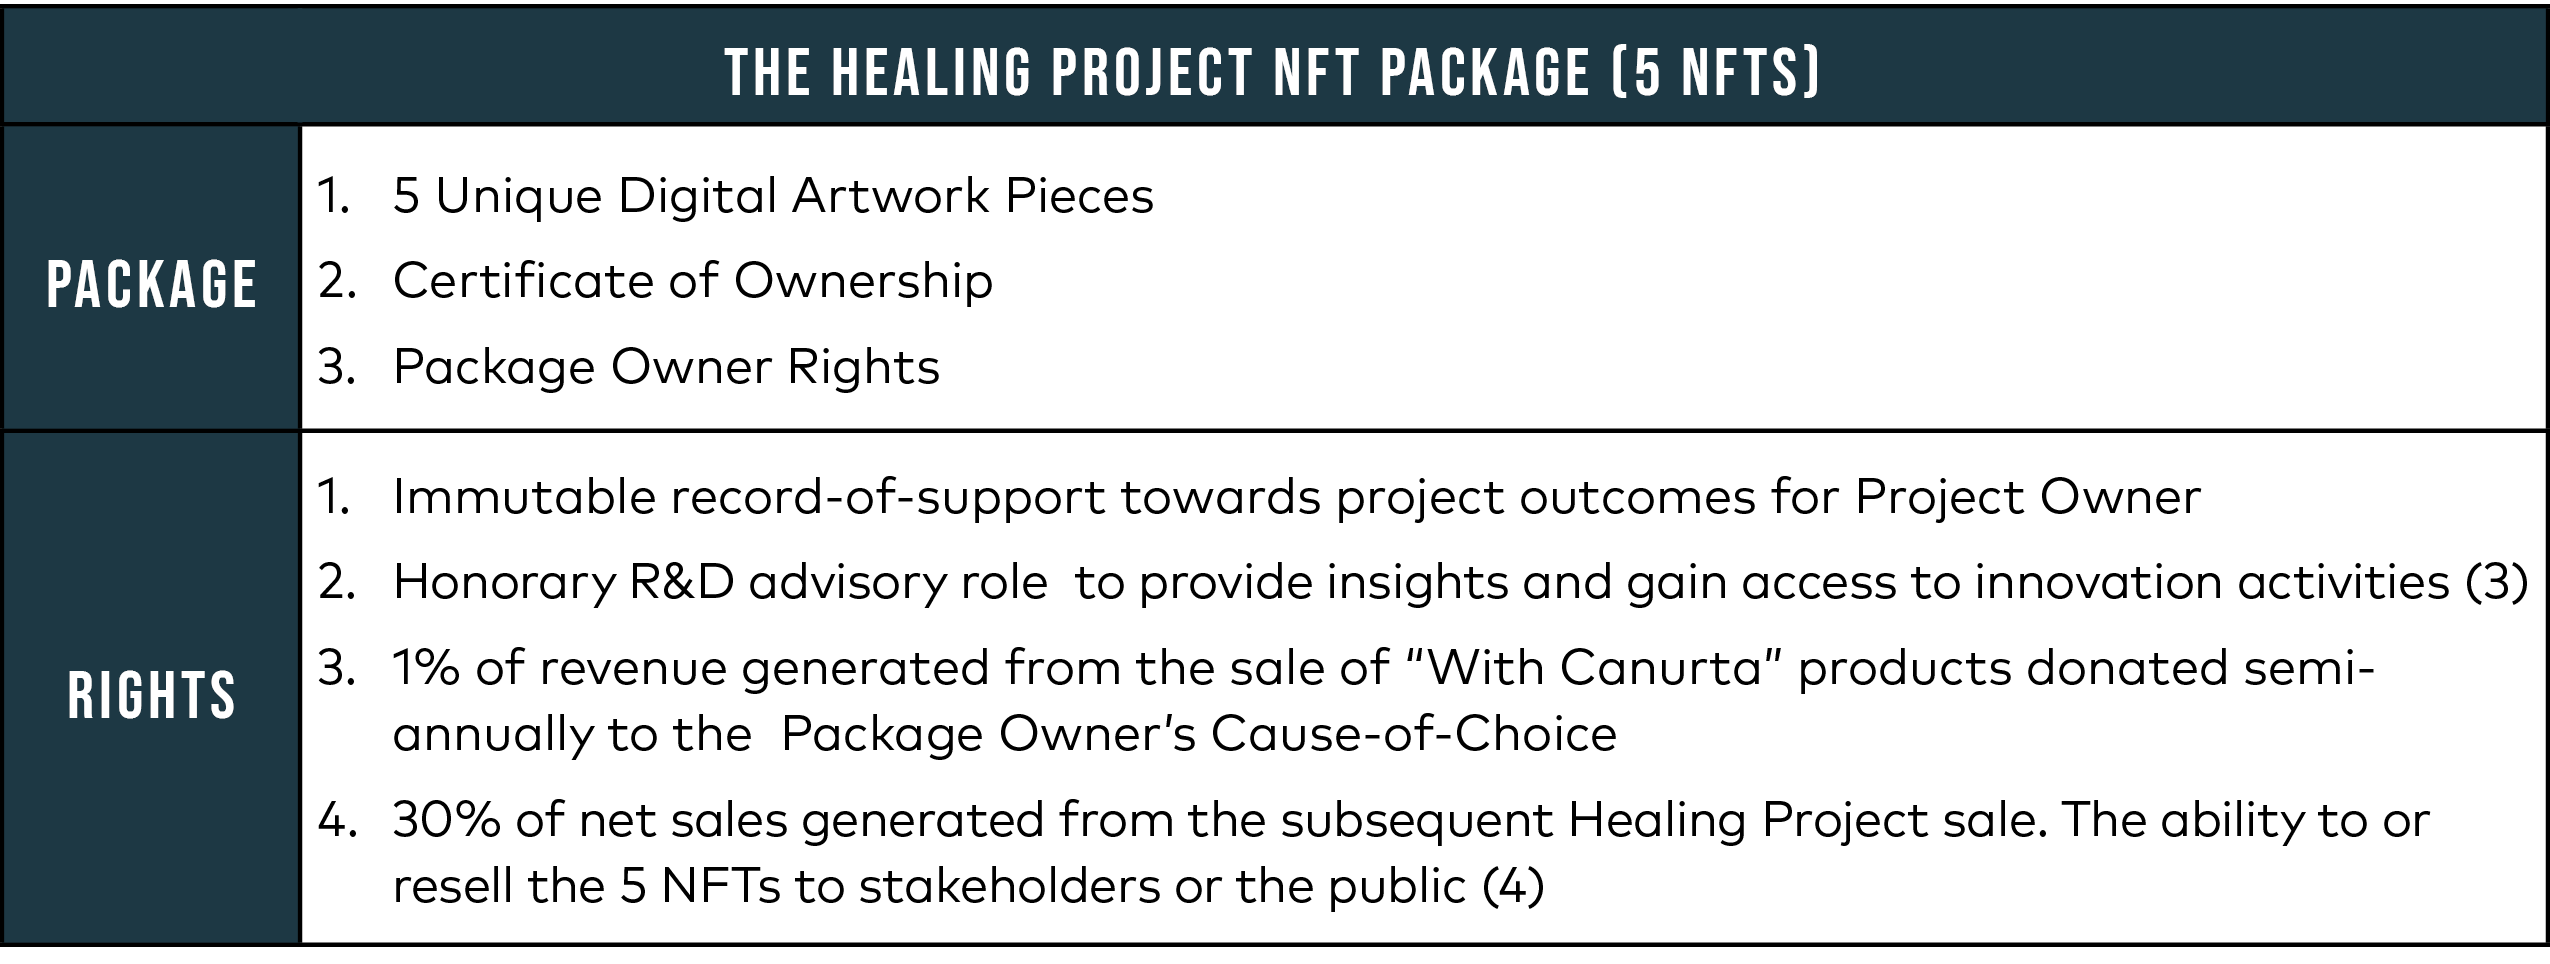 THE HEALING PROJECT NFT PACKAGE (5 NFTS)
PACKAGE
1. 5 Unique Digital Artwork Pieces
2. Certificate of Ownership
3. Package Owner Rights
RIGHTS
1. Immutable record-of-support towards project outcomes for Project Owner
2. Honorary R&D advisory role  to provide insights and gain access to innovation activities (3)
3. 1% of revenue generated from the sale of “With Canurta” products donated semi-
annually to the  Package Owner’s Cause-of-Choice
4. 30% of net sales generated from the subsequent Healing Project sale. The ability to or
resell the 5 NFTs to stakeholders or the public (4)